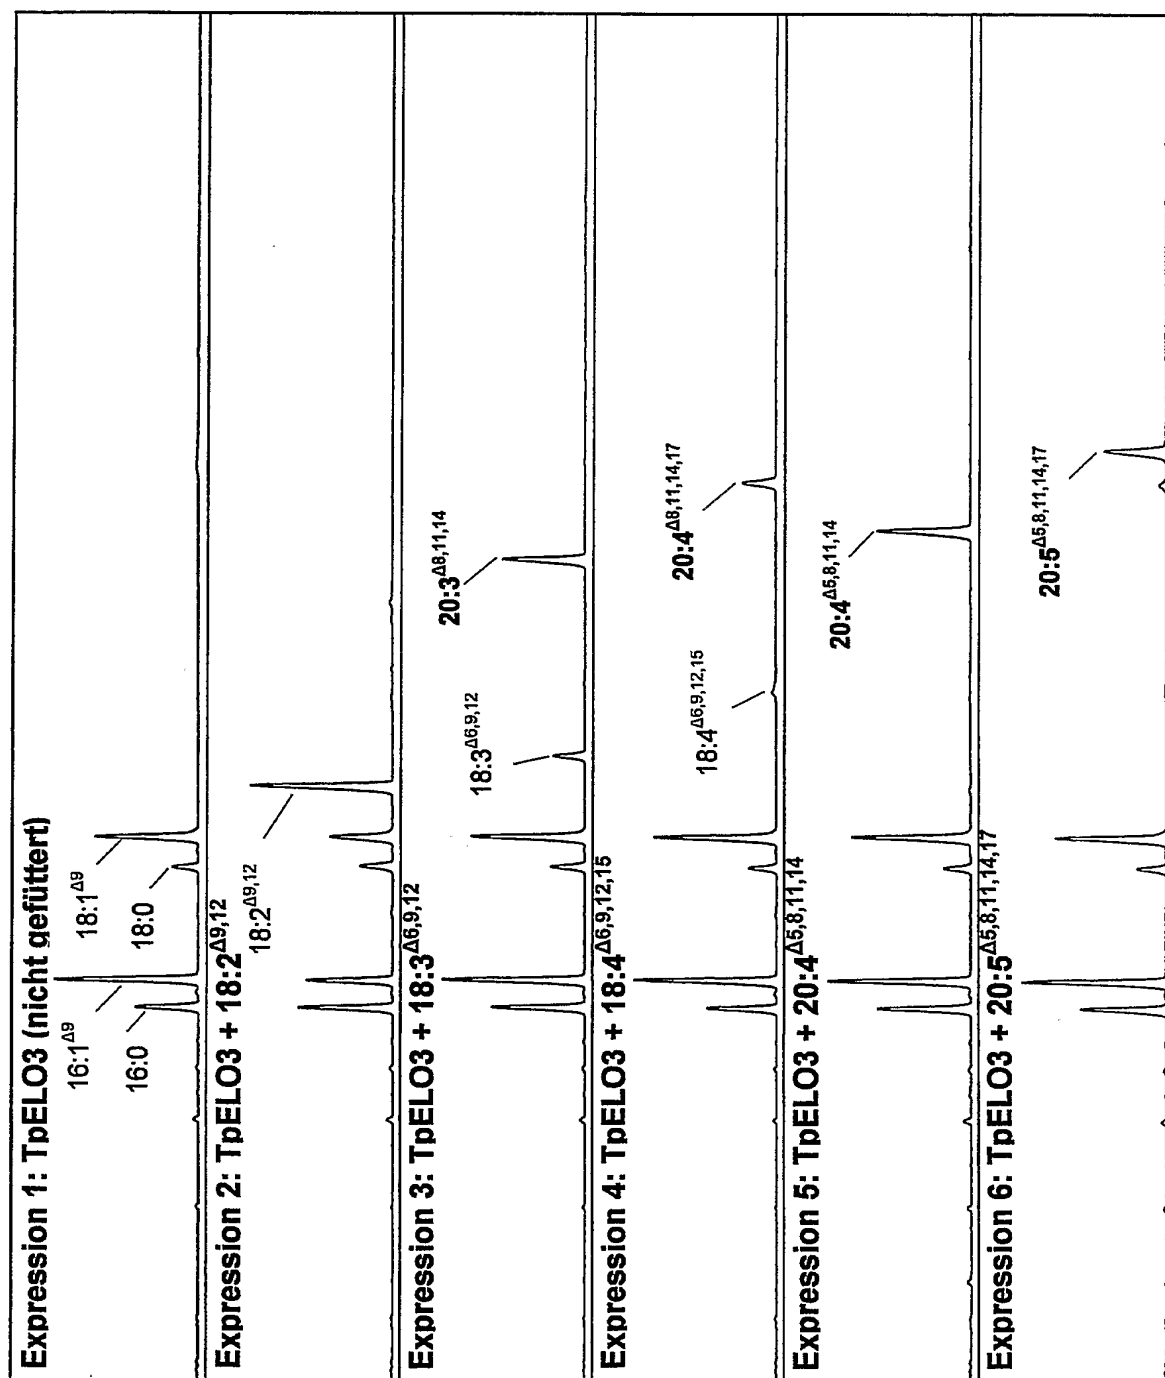 Expression 1: TpELO3 (nicht gefüttert)
16:1Δ9
16:0
18:1Δ9
18:0
Expression 2: TpELO3 + 18:2Δ9,12
18:2Δ9,12
Expression 3: TpELO3 + 18:3Δ6,9,12
18:3Δ6,9,12
20:3Δ8,11,14
Expression 4: TpELO3 + 18:4Δ6,9,12,15
18:4Δ6,9,12,15
20:4Δ8,11,14,17
Expression 5: TpELO3 + 20:4Δ5,8,11,14
20:4Δ5,8,11,14
Expression 6: TpELO3 + 20:5Δ5,8,11,14,17
20:5Δ5,8,11,14,17